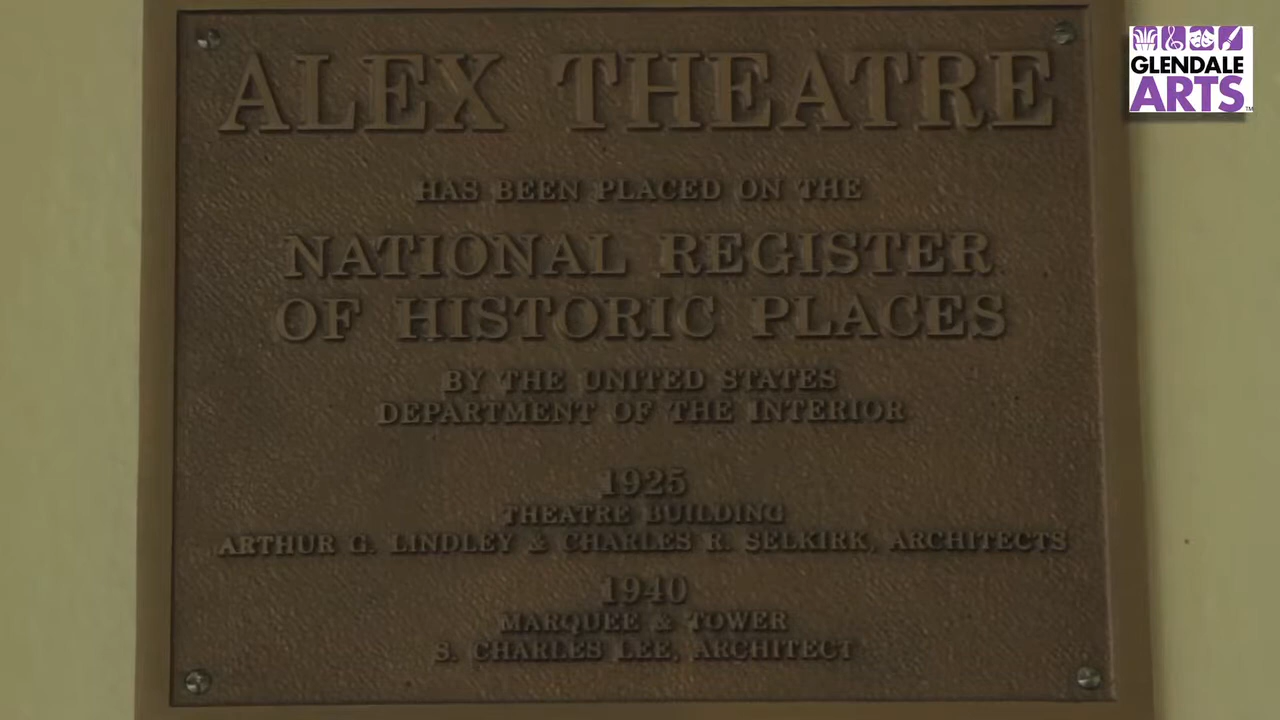 ALEX THEATRE
HAS BEEN PLACED ON THE
NATIONAL REGISTER
OF HISTORIC PLACES
BY THE UNITED STATES
DEPARTMENT OF THE INTERIOR
1925
THEATRE BUILDING
ARTHUR G. LINDLEY & CHARLES R. SELKIRK, ARCHITECTS
1940
MARQUEE & TOWER
S. CHARLES LEE, ARCHITECT
GLENDALE
ARTS™